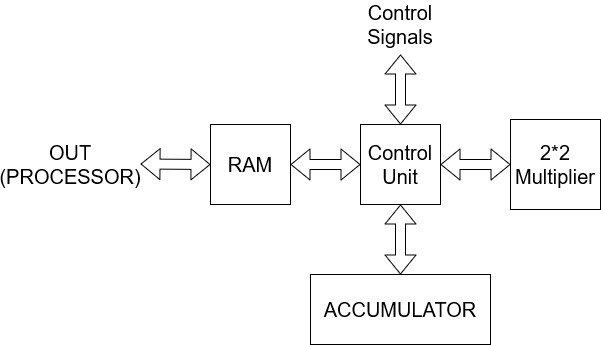 Control
Signals
OUT
(PROCESSOR)
RAM
Control
Unit
2*2
Multiplier
ACCUMULATOR